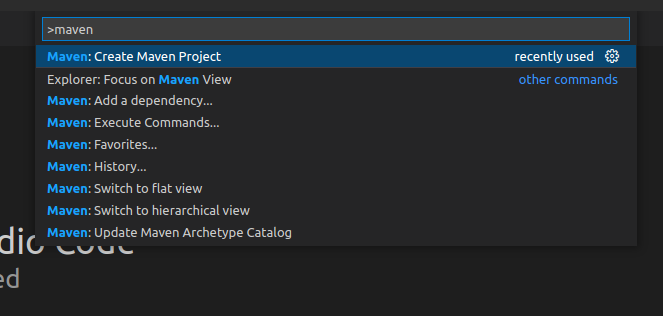 >maven
Maven: Create Maven Project recently used
Explorer: Focus on Maven View other commands
Maven: Add a dependency...
Maven: Execute Commands...
Maven: Favorites...
Maven: History...
Maven: Switch to flat view
Maven: Switch to hierarchical view
Maven: Update Maven Archetype Catalog
dio Code
ed